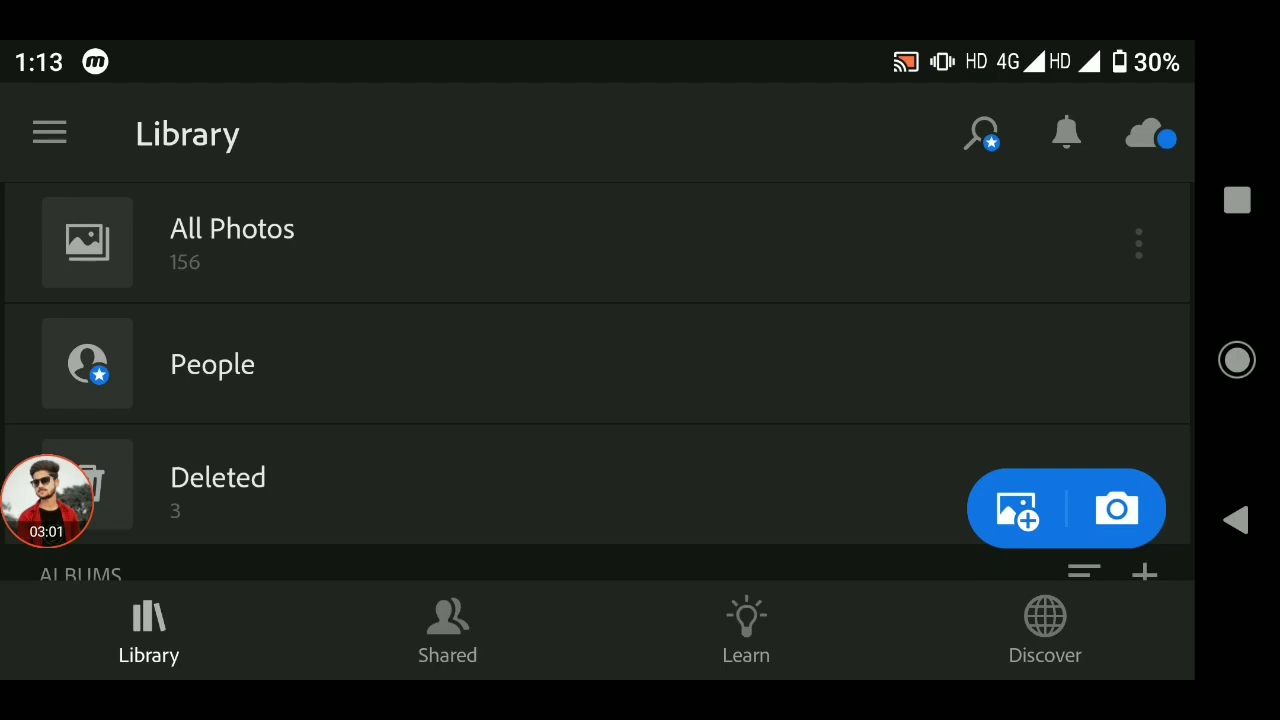 1:13 m HD 4G HD 30%
Library
All Photos
156
People
Deleted
3
03:01
ALBUMS
Library Shared Learn Discover